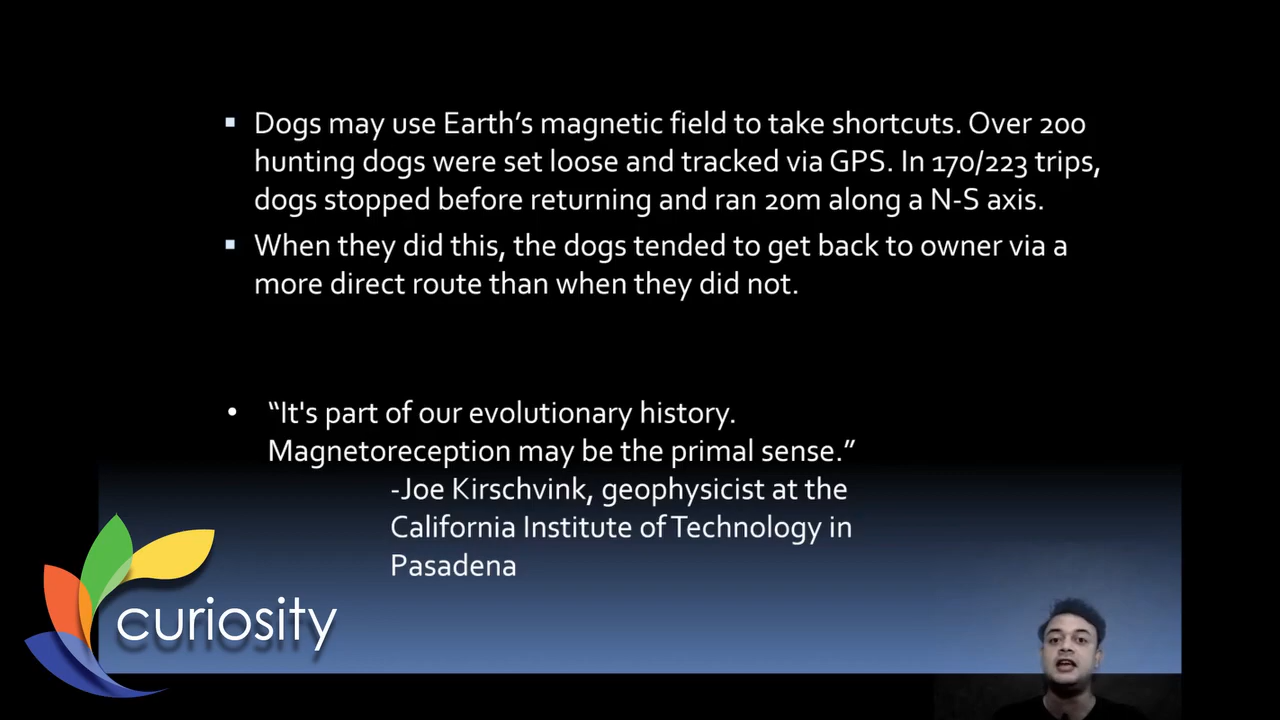 ▪ Dogs may use Earth’s magnetic field to take shortcuts. Over 200
hunting dogs were set loose and tracked via GPS. In 170/223 trips,
dogs stopped before returning and ran 20m along a N-S axis.
▪ When they did this, the dogs tended to get back to owner via a
more direct route than when they did not.
• “It's part of our evolutionary history.
Magnetoreception may be the primal sense.”
-Joe Kirschvink, geophysicist at the
California Institute of Technology in
Pasadena
curiosity